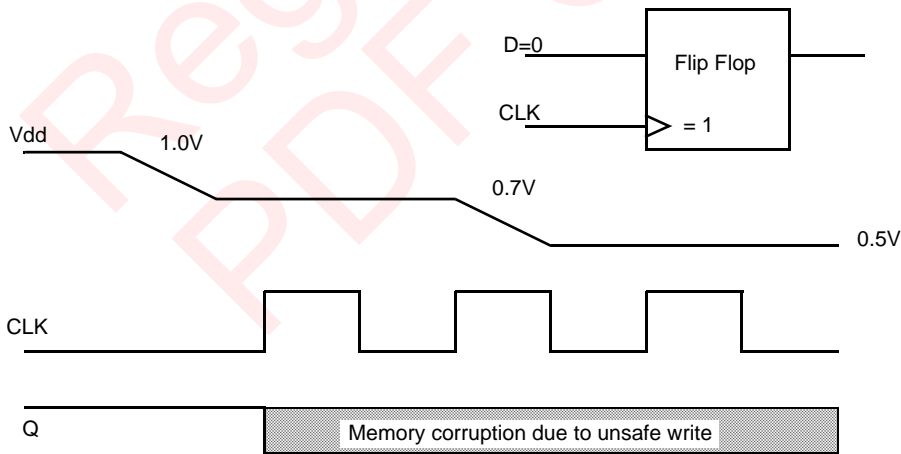 D=0
Flip Flop
CLK
= 1
Vdd
1.0V
0.7V
0.5V
CLK
Q
Memory corruption due to unsafe write